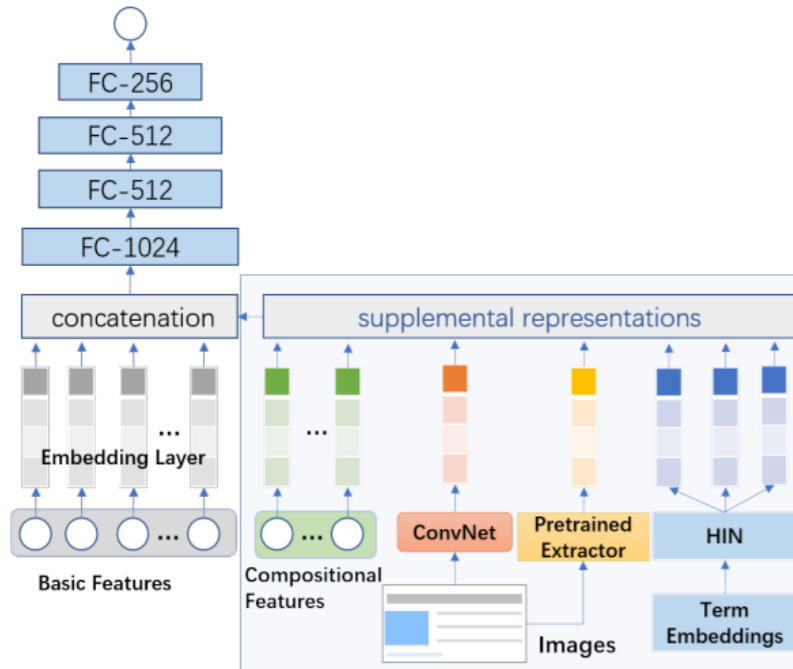 FC-256
FC-512
FC-512
FC-1024
concatenation
supplemental representations
...
...
Embedding Layer
...
...
ConvNet
Pretrained
Extractor
HIN
Basic Features
Compositional
Features
Images
Term
Embeddings